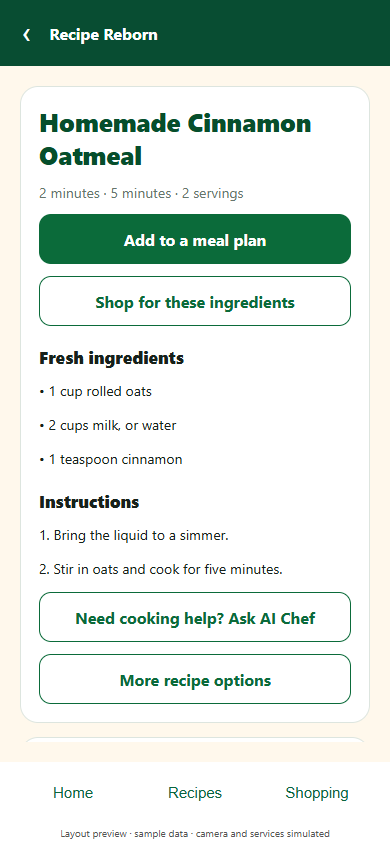 ‹ Recipe Reborn
Homemade Cinnamon
Oatmeal
2 minutes · 5 minutes · 2 servings
Add to a meal plan
Shop for these ingredients
Fresh ingredients
• 1 cup rolled oats
• 2 cups milk, or water
• 1 teaspoon cinnamon
Instructions
1. Bring the liquid to a simmer.
2. Stir in oats and cook for five minutes.
Need cooking help? Ask AI Chef
More recipe options
Home Recipes Shopping
Layout preview · sample data · camera and services simulated